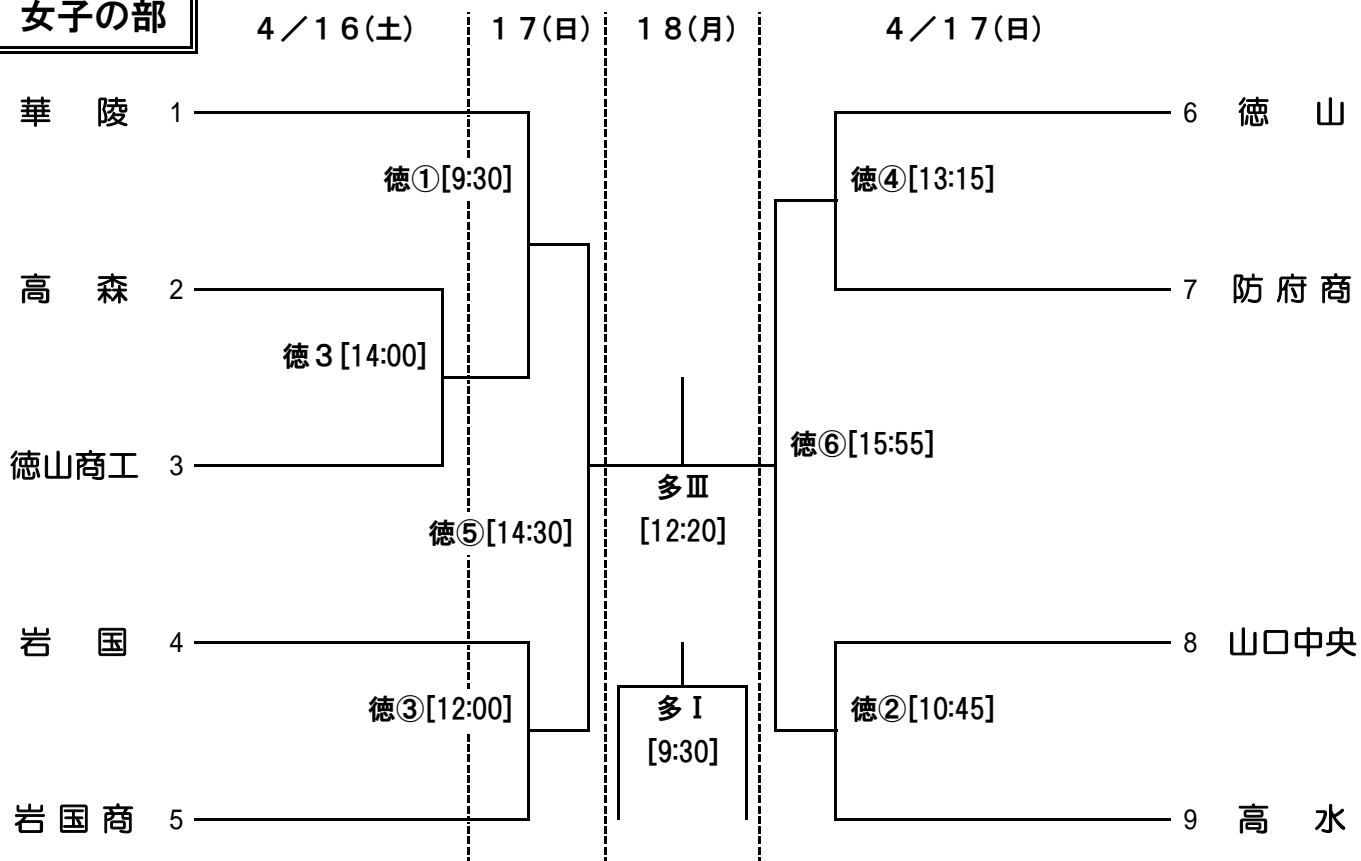 女子の部
４／１６(土) １７(日) １８(月) ４／１７(日)
華 陵 1
徳①[9:30]
高 森 2
徳３[14:00]
徳山商工 3
徳⑤[14:30]
岩 国 4
徳③[12:00]
岩 国 商 5
多Ⅲ
[12:20]
多Ⅰ
[9:30]
6 徳 山
徳④[13:15]
7 防 府 商
徳⑥[15:55]
8 山口中央
徳②[10:45]
9 高 水